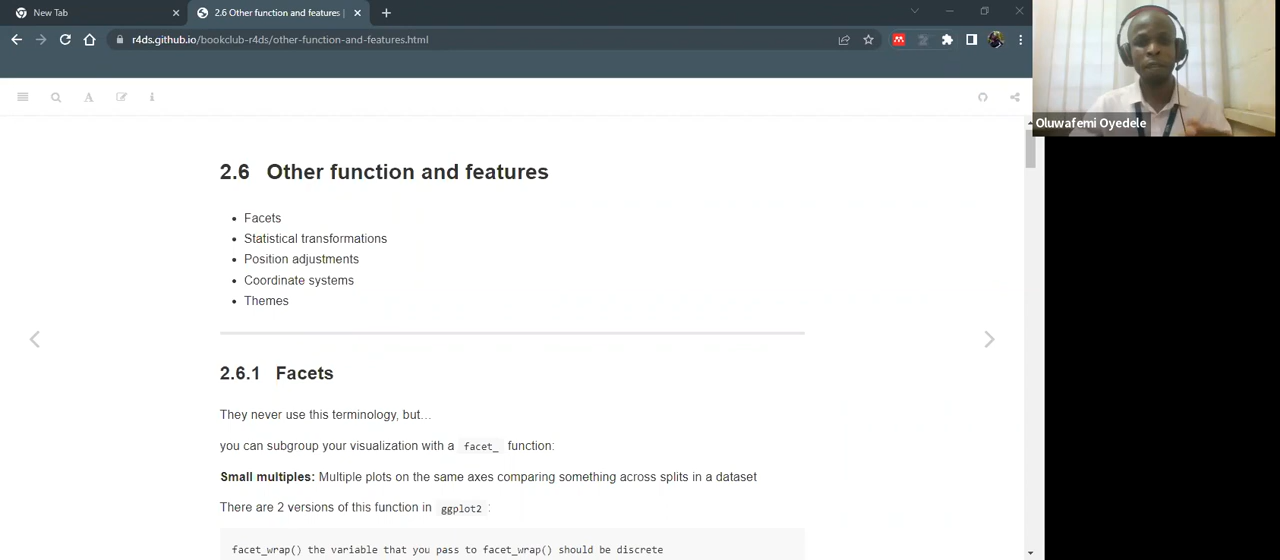 New Tab
2.6 Other function and features |
r4ds.github.io/bookclub-r4ds/other-function-and-features.html
Oluwafemi Oyedele
2.6 Other function and features
• Facets
• Statistical transformations
• Position adjustments
• Coordinate systems
• Themes
2.6.1 Facets
They never use this terminology, but…
you can subgroup your visualization with a facet_ function:
Small multiples: Multiple plots on the same axes comparing something across splits in a dataset
There are 2 versions of this function in ggplot2 :
facet_wrap() the variable that you pass to facet_wrap() should be discrete